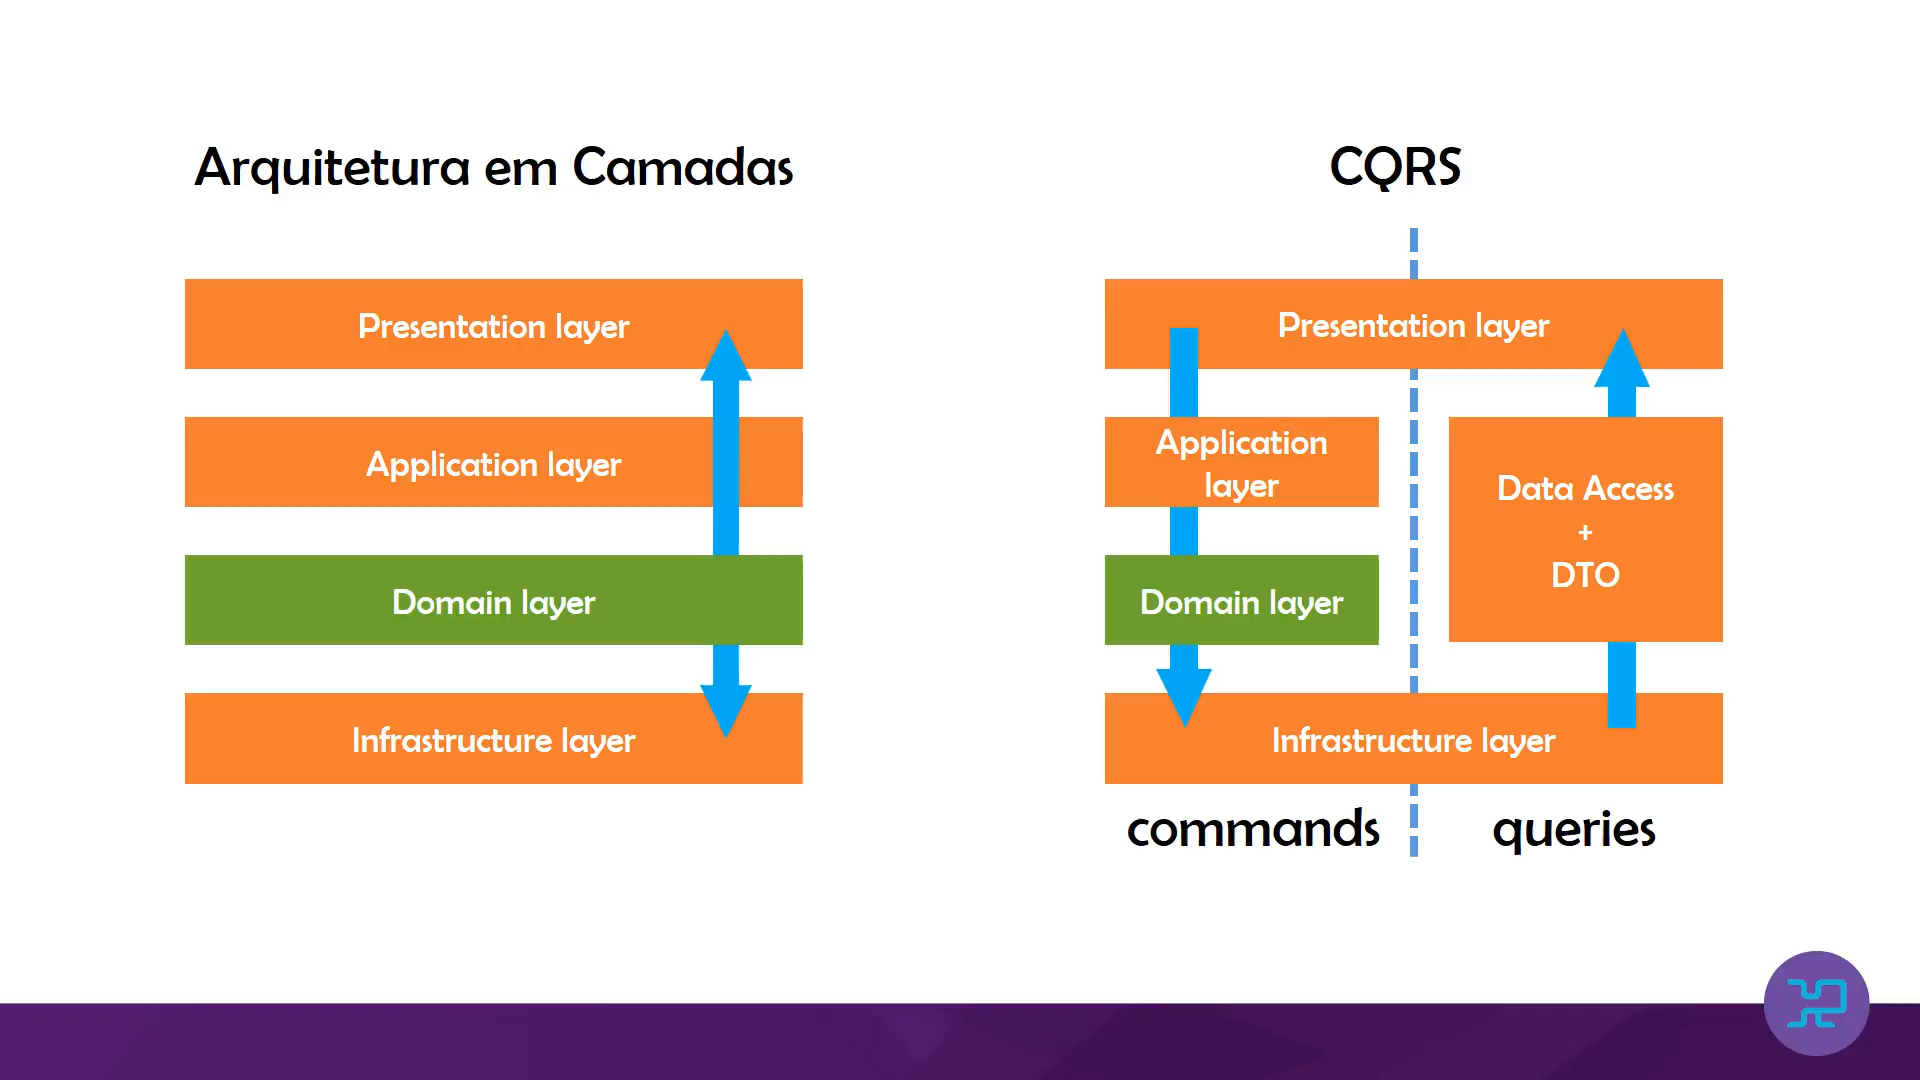 Arquitetura em Camadas
Presentation layer
Application layer
Domain layer
Infrastructure layer
CQRS
Presentation layer
Application
layer
Domain layer
Data Access
+
DTO
Infrastructure layer
commands
queries